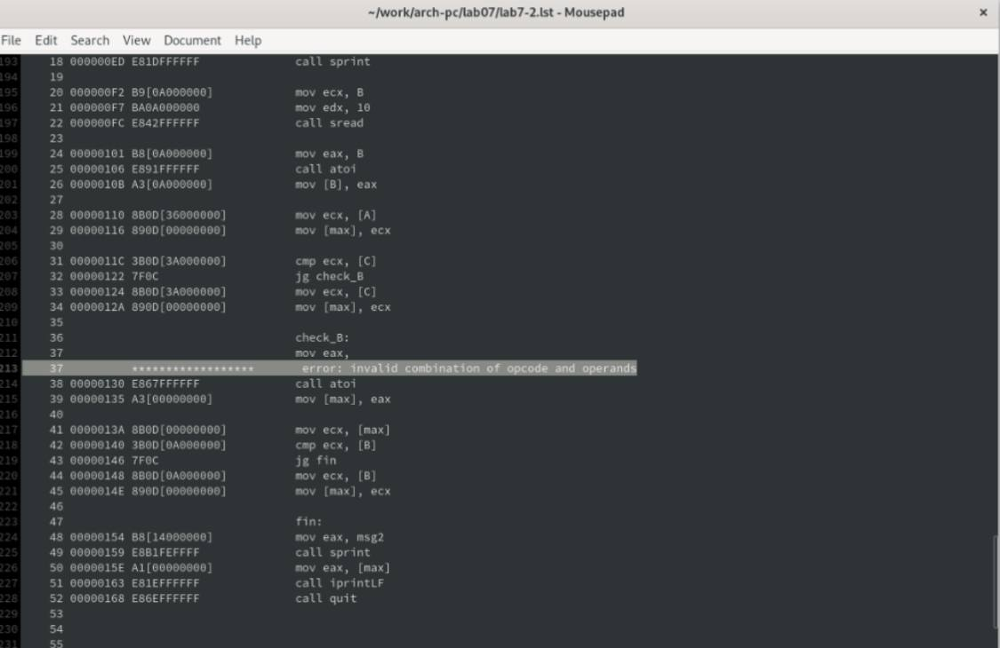 ~/work/arch-pc/lab07/lab7-2.lst - Mousepad ×
File Edit Search View Document Help
193 18 000000ED E81DFFFFFF call sprint
194 19
195 20 000000F2 B9[0A000000] mov ecx, B
196 21 000000F7 BA0A000000 mov edx, 10
197 22 000000FC E842FFFFFF call sread
198 23
199 24 00000101 B8[0A000000] mov eax, B
200 25 00000106 E891FFFFFF call atoi
201 26 0000010B A3[0A000000] mov [B], eax
202 27
203 28 00000110 8B0D[36000000] mov ecx, [A]
204 29 00000116 890D[00000000] mov [max], ecx
205 30
206 31 0000011C 3B0D[3A000000] cmp ecx, [C]
207 32 00000122 7F0C jg check_B
208 33 00000124 8B0D[3A000000] mov ecx, [C]
209 34 0000012A 890D[00000000] mov [max], ecx
210 35
211 36 check_B:
212 37 mov eax,
213 37 ****************** error: invalid combination of opcode and operands
214 38 00000130 E867FFFFFF call atoi
215 39 00000135 A3[00000000] mov [max], eax
216 40
217 41 0000013A 8B0D[00000000] mov ecx, [max]
218 42 00000140 3B0D[0A000000] cmp ecx, [B]
219 43 00000146 7F0C jg fin
220 44 00000148 8B0D[0A000000] mov ecx, [B]
221 45 0000014E 890D[00000000] mov [max], ecx
222 46
223 47 fin:
224 48 00000154 B8[14000000] mov eax, msg2
225 49 00000159 E8B1FEFFFF call sprint
226 50 0000015E A1[00000000] mov eax, [max]
227 51 00000163 E81EFFFFFF call iprintLF
228 52 00000168 E86EFFFFFF call quit
229 53
230 54
231 55